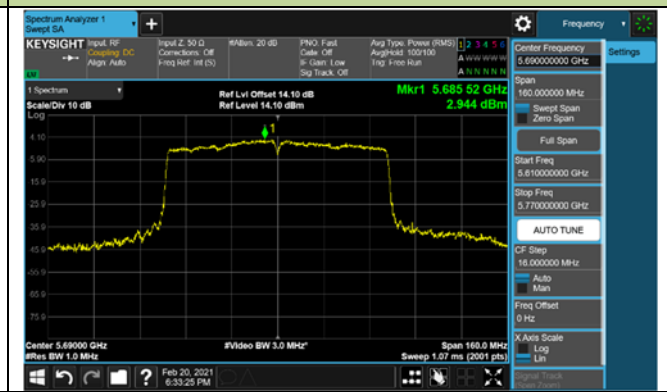 Spectrum Analyzer 1
Swept SA
Frequency
KEYSIGHT
Input: RF
Coupling: DC
Align: Auto
Input Z: 50 Ω
Corrections: Off
Freq Ref: Int (S)
#Atten: 20 dB
PNO: Fast
Gate: Off
IF Gain: Low
Sig Track: Off
Avg Type: Power (RMS)
Avg|Hold: 100/100
Trig: Free Run
1 2 3 4 5 6
A W W W W W
A N N N N N
Center Frequency
5.690000000 GHz
Settings
Span
160.000000 MHz
Swept Span
Zero Span
Full Span
Start Freq
5.610000000 GHz
Stop Freq
5.770000000 GHz
AUTO TUNE
CF Step
16.000000 MHz
Auto
Man
Freq Offset
0 Hz
X Axis Scale
Log
Lin
Signal Track
(Span Zoom)
1 Spectrum
Scale/Div 10 dB
Log
Ref Lvl Offset 14.10 dB
Ref Level 14.10 dBm
Mkr1 5.685 52 GHz
2.944 dBm
1
4.10
-5.90
-15.9
-25.9
-35.9
-45.9
-55.9
-65.9
-75.9
Center 5.69000 GHz
#Res BW 1.0 MHz
#Video BW 3.0 MHz*
Span 160.0 MHz
Sweep 1.07 ms (2001 pts)
?
Feb 20, 2021
6:33:25 PM